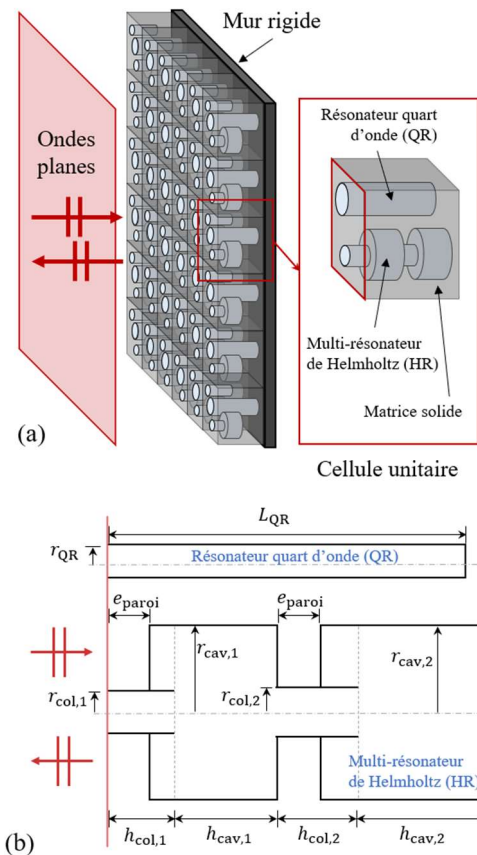 Mur rigide
Ondes
planes
Résonateur quart
d'onde (QR)
Multi-résonateur
de Helmholtz (HR)
Matrice solide
(a)
Cellule unitaire
L_QR
r_QR
Résonateur quart d'onde (QR)
e_paroi
e_paroi
r_cav,1
r_cav,2
r_col,1
r_col,2
Multi-résonateur
de Helmholtz (HR)
h_col,1 h_cav,1 h_col,2 h_cav,2
(b)